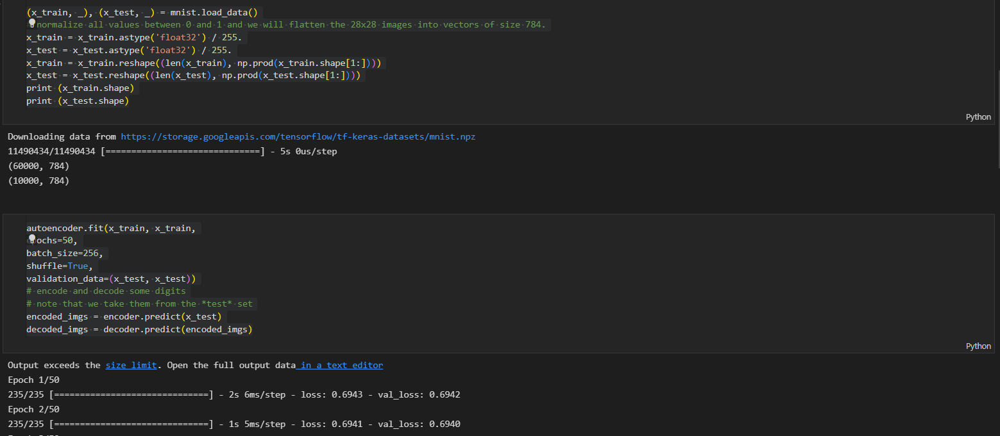 (x_train, _), (x_test, _) = mnist.load_data()
normalize all values between 0 and 1 and we will flatten the 28x28 images into vectors of size 784.
x_train = x_train.astype('float32') / 255.
x_test = x_test.astype('float32') / 255.
x_train = x_train.reshape((len(x_train), np.prod(x_train.shape[1:])))
x_test = x_test.reshape((len(x_test), np.prod(x_test.shape[1:])))
print (x_train.shape)
print (x_test.shape)
Python
Downloading data from https://storage.googleapis.com/tensorflow/tf-keras-datasets/mnist.npz
11490434/11490434 [==============================] - 5s 0us/step
(60000, 784)
(10000, 784)
autoencoder.fit(x_train, x_train,
epochs=50,
batch_size=256,
shuffle=True,
validation_data=(x_test, x_test))
# encode and decode some digits
# note that we take them from the *test* set
encoded_imgs = encoder.predict(x_test)
decoded_imgs = decoder.predict(encoded_imgs)
Python
Output exceeds the size limit. Open the full output data in a text editor
Epoch 1/50
235/235 [==============================] - 2s 6ms/step - loss: 0.6943 - val_loss: 0.6942
Epoch 2/50
235/235 [==============================] - 1s 5ms/step - loss: 0.6941 - val_loss: 0.6940